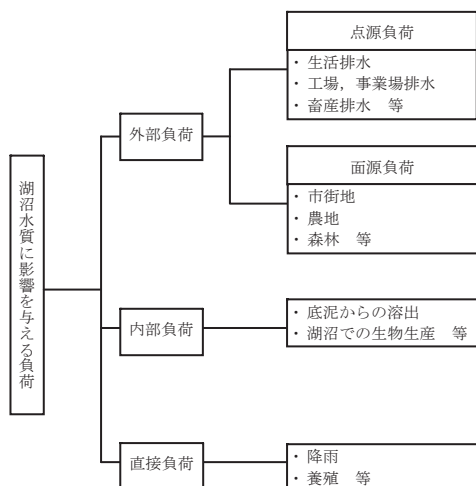 湖沼水質に影響を与える負荷
外部負荷
点源負荷
・ 生活排水
・ 工場，事業場排水
・ 畜産排水　等
面源負荷
・ 市街地
・ 農地
・ 森林　等
内部負荷
・ 底泥からの溶出
・ 湖沼での生物生産　等
直接負荷
・ 降雨
・ 養殖　等